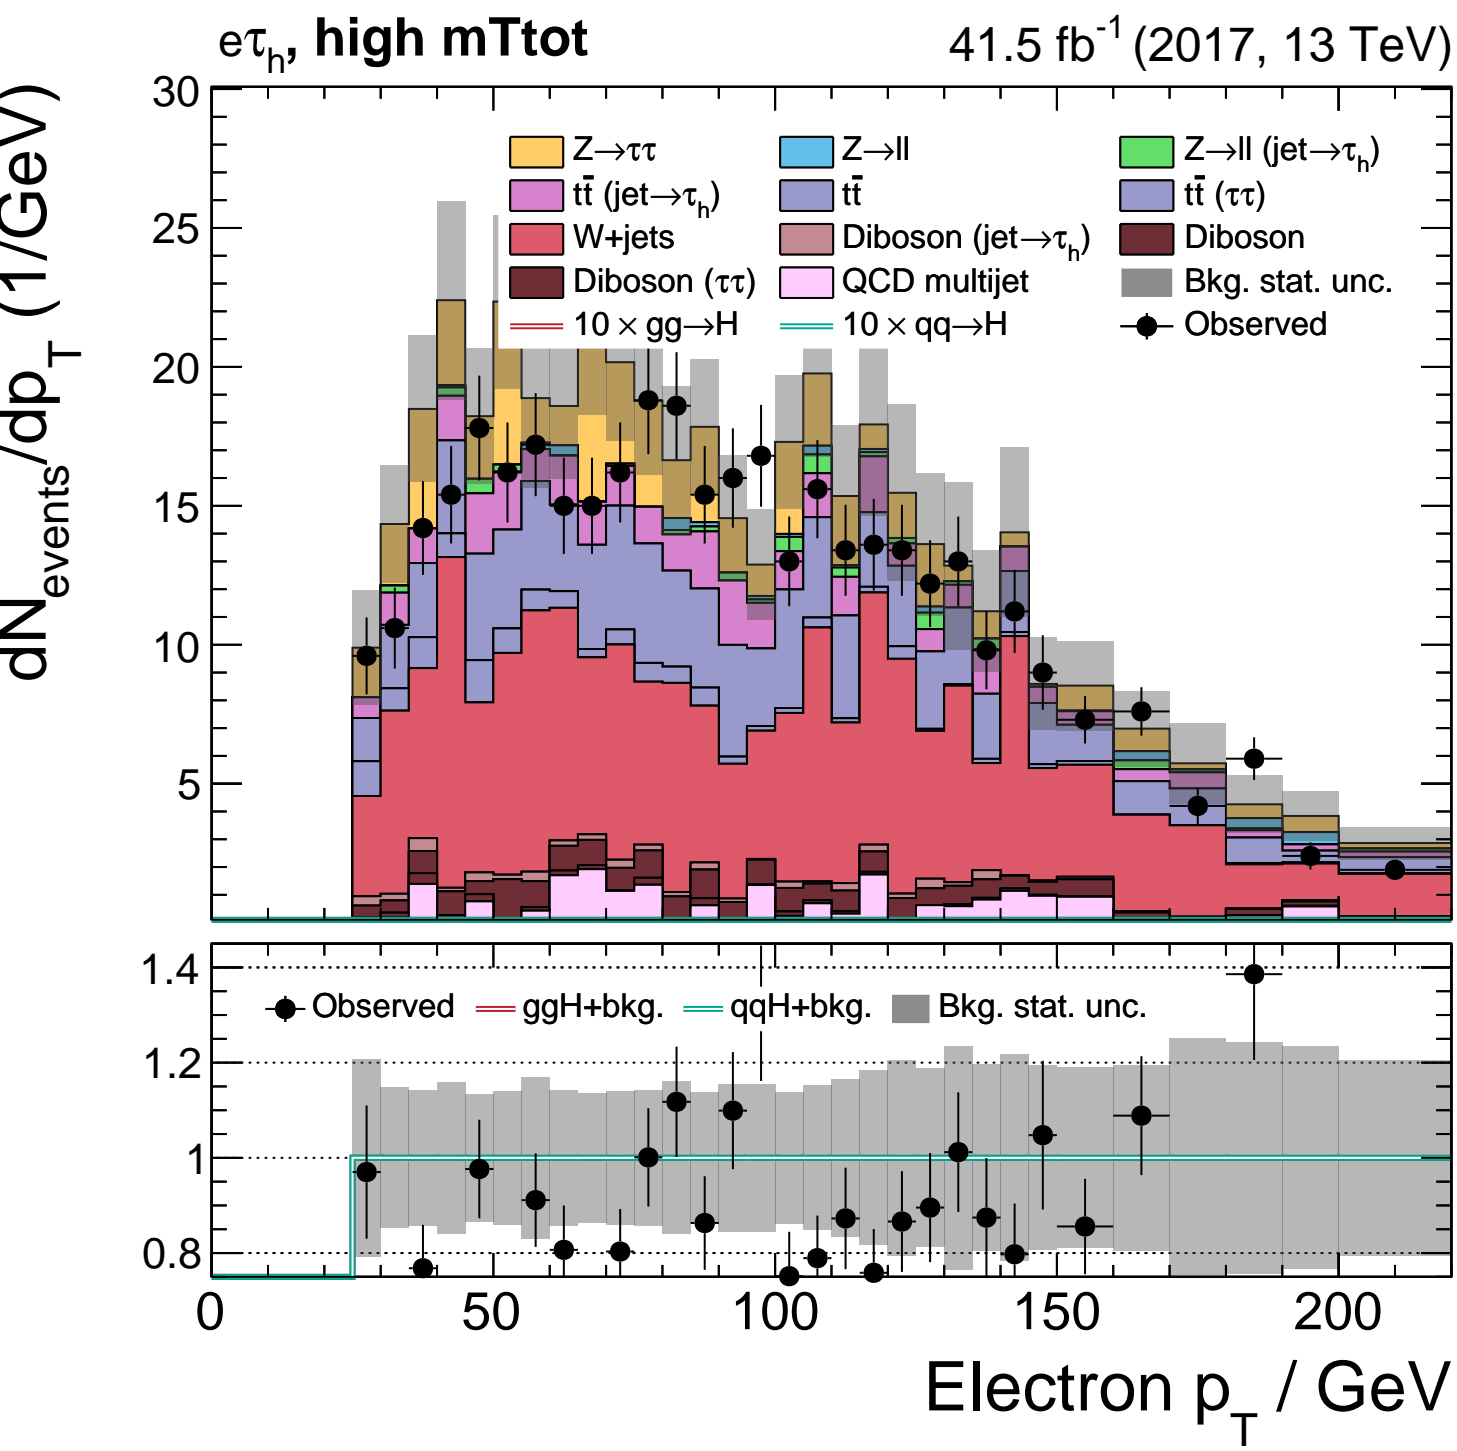 eτh, high mTtot
41.5 fb-1 (2017, 13 TeV)
dNevents/dpT (1/GeV)
30
25
20
15
10
5
Z→ττ
Z→ll
Z→ll (jet→τh)
tt̄ (jet→τh)
tt̄
tt̄ (ττ)
W+jets
Diboson (jet→τh)
Diboson
Diboson (ττ)
QCD multijet
Bkg. stat. unc.
10 × gg→H
10 × qq→H
Observed
1.4
1.2
1
0.8
Observed
ggH+bkg.
qqH+bkg.
Bkg. stat. unc.
0
50
100
150
200
Electron pT / GeV